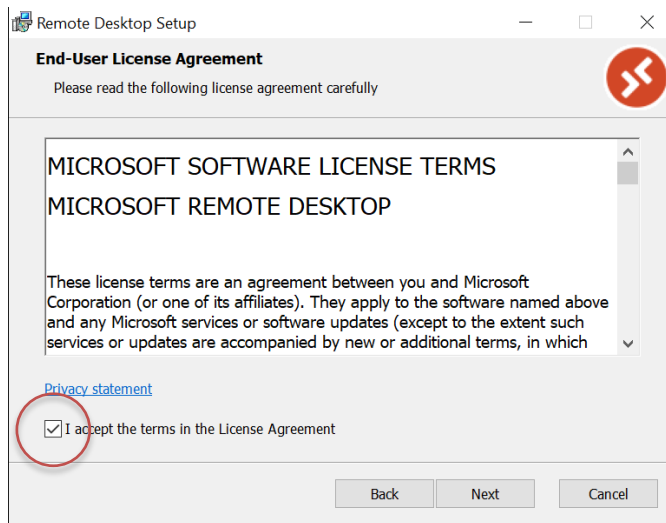 Remote Desktop Setup
End-User License Agreement
Please read the following license agreement carefully
MICROSOFT SOFTWARE LICENSE TERMS
MICROSOFT REMOTE DESKTOP
These license terms are an agreement between you and Microsoft
Corporation (or one of its affiliates). They apply to the software named above
and any Microsoft services or software updates (except to the extent such
services or updates are accompanied by new or additional terms, in which
Privacy statement
I accept the terms in the License Agreement
Back Next Cancel